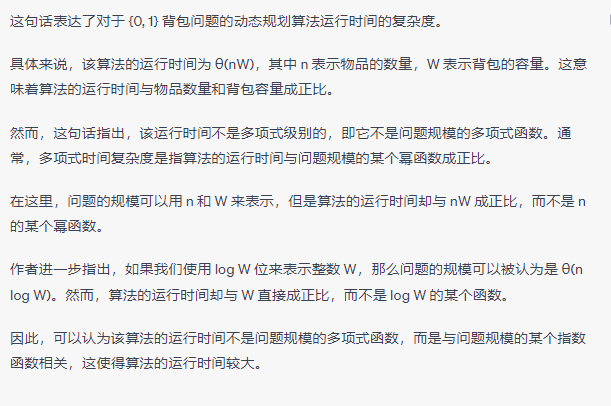 这句话表达了对于 {0, 1} 背包问题的动态规划算法运行时间的复杂度。
具体来说，该算法的运行时间为 θ(nW)，其中 n 表示物品的数量，W 表示背包的容量。这意
味着算法的运行时间与物品数量和背包容量成正比。
然而，这句话指出，该运行时间不是多项式级别的，即它不是问题规模的多项式函数。通
常，多项式时间复杂度是指算法的运行时间与问题规模的某个幂函数成正比。
在这里，问题的规模可以用 n 和 W 来表示，但是算法的运行时间却与 nW 成正比，而不是 n
的某个幂函数。
作者进一步指出，如果我们使用 log W 位来表示整数 W，那么问题的规模可以被认为是 θ(n
log W)。然而，算法的运行时间却与 W 直接成正比，而不是 log W 的某个函数。
因此，可以认为该算法的运行时间不是问题规模的多项式函数，而是与问题规模的某个指数
函数相关，这使得算法的运行时间较大。